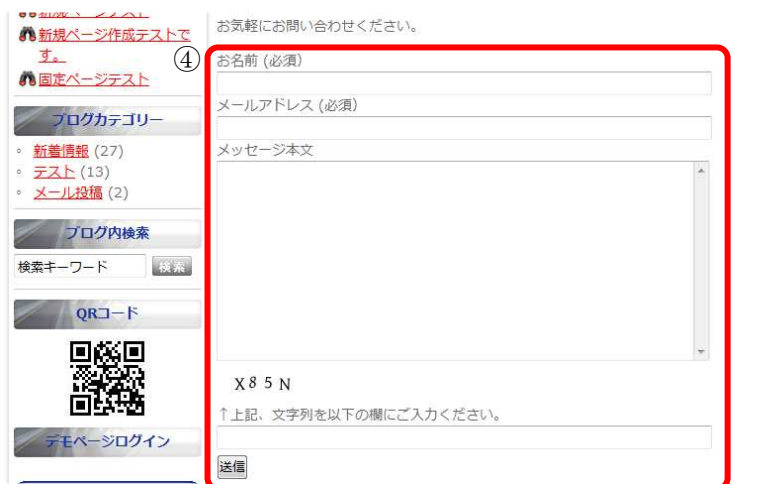 新規ページ作成テストで
す。
固定ページテスト
ブログカテゴリー
新着情報 (27)
テスト (13)
メール投稿 (2)
ブログ内検索
検索キーワード
検索
QRコード
デモページログイン
お気軽にお問い合わせください。
④
お名前 (必須)
メールアドレス (必須)
メッセージ本文
X 8 5 N
↑上記、文字列を以下の欄にご入力ください。
送信